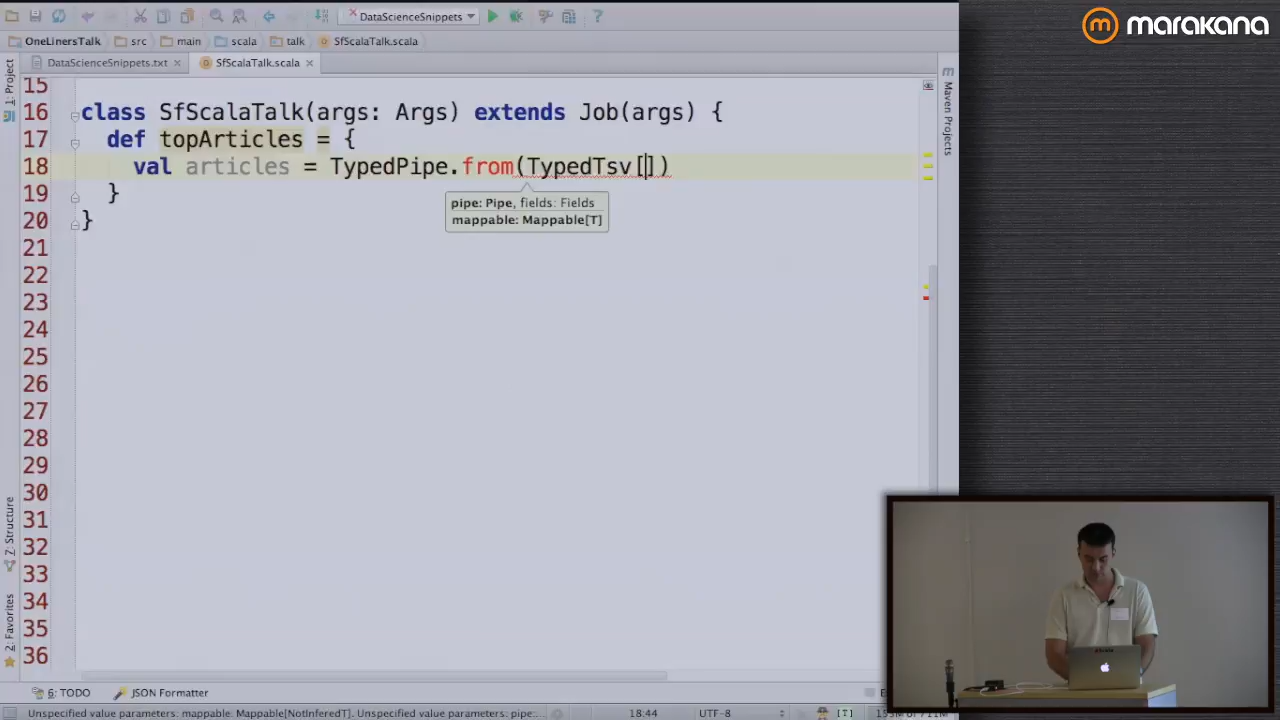 DataScienceSnippets
marakana
OneLinersTalk src main scala talk SfScalaTalk.scala
DataScienceSnippets.txt SfScalaTalk.scala
1: Project
Maven Projects
15
16 class SfScalaTalk(args: Args) extends Job(args) {
17 def topArticles = {
18 val articles = TypedPipe.from(TypedTsv[])
19 }
pipe: Pipe, fields: Fields
mappable: Mappable[T]
20 }
21
22
23
24
25
26
27
28
29
30
31
32
33
34
35
36
7: Structure
2: Favorites
6: TODO JSON Formatter
Unspecified value parameters: mappable: Mappable[NotInferedT]. Unspecified value parameters: pipe:... 18:44 UTF-8 [T]